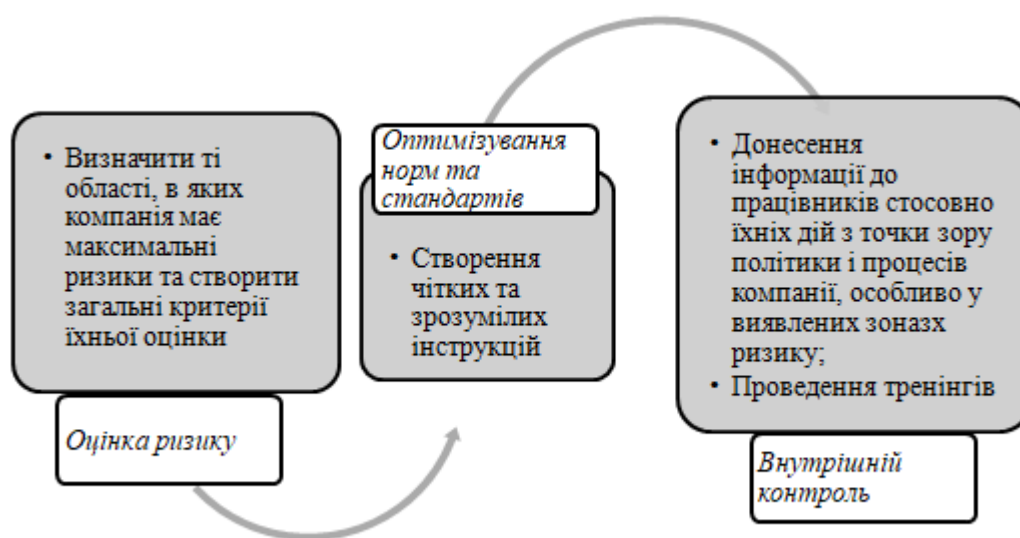 • Визначити ті
області, в яких
компанія має
максимальні
ризики та створити
загальні критерії
їхньої оцінки
Оцінка ризику
Оптимізування
норм та
стандартів
• Створення
чітких та
зрозумілих
інструкцій
• Донесення
інформації до
працівників стосовно
їхніх дій з точки зору
політики і процесів
компанії, особливо у
виявлених зоназх
ризику;
• Проведення тренінгів
Внутрішній
контроль